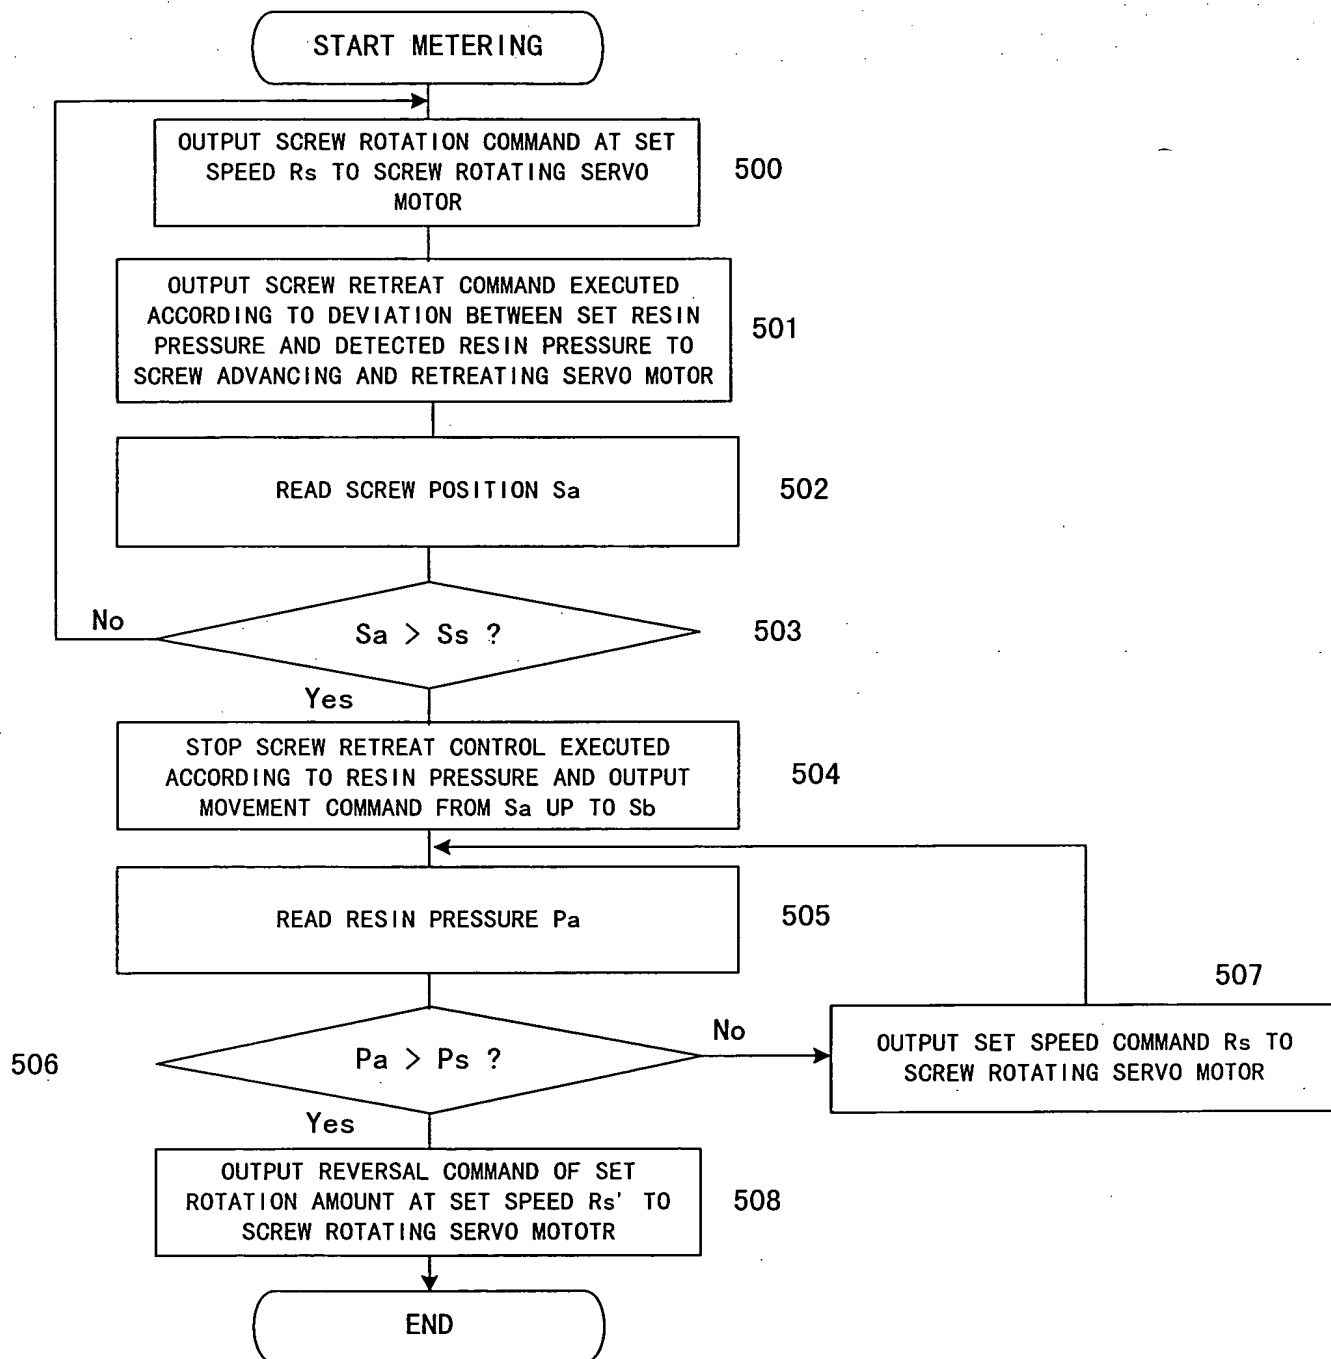 START METERING
OUTPUT SCREW ROTATION COMMAND AT SET
SPEED Rs TO SCREW ROTATING SERVO
MOTOR
500
OUTPUT SCREW RETREAT COMMAND EXECUTED
ACCORDING TO DEVIATION BETWEEN SET RESIN
PRESSURE AND DETECTED RESIN PRESSURE TO
SCREW ADVANCING AND RETREATING SERVO MOTOR
501
READ SCREW POSITION Sa
502
No
Sa > Ss ?
503
Yes
STOP SCREW RETREAT CONTROL EXECUTED
ACCORDING TO RESIN PRESSURE AND OUTPUT
MOVEMENT COMMAND FROM Sa UP TO Sb
504
READ RESIN PRESSURE Pa
505
506
Pa > Ps ?
No
507
OUTPUT SET SPEED COMMAND Rs TO
SCREW ROTATING SERVO MOTOR
Yes
OUTPUT REVERSAL COMMAND OF SET
ROTATION AMOUNT AT SET SPEED Rs' TO
SCREW ROTATING SERVO MOTOTR
508
END